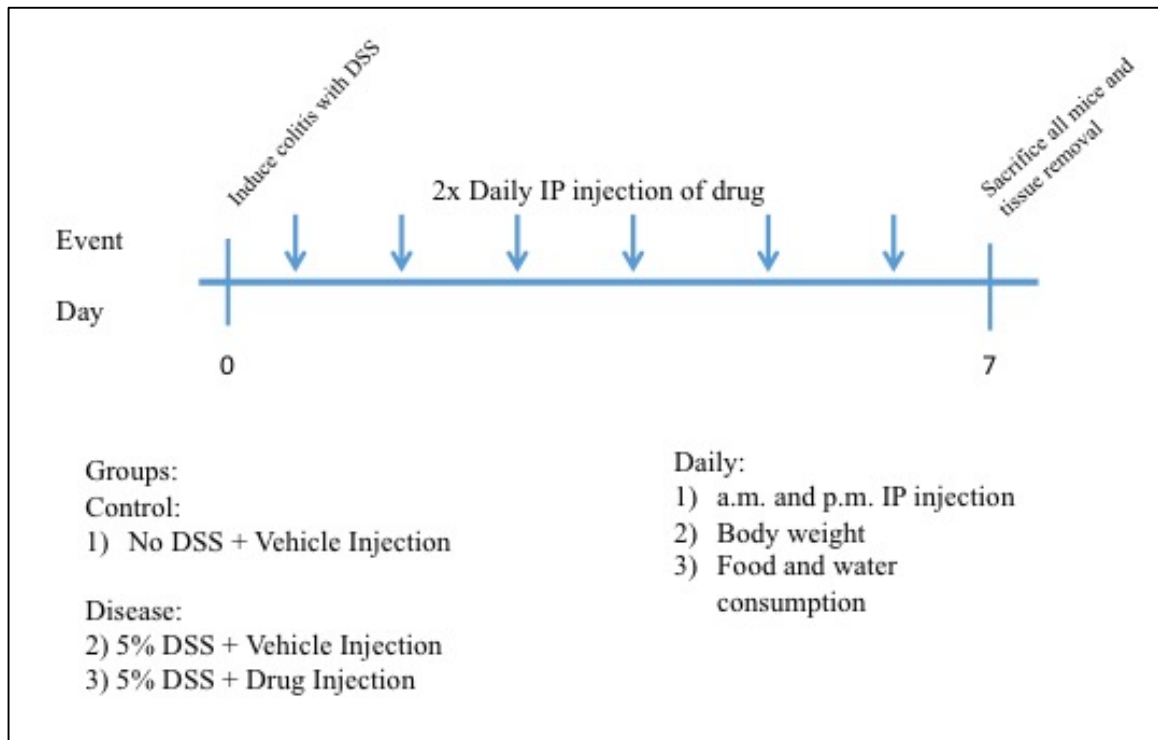 Induce colitis with DSS
Sacrifice all mice and
tissue removal
2x Daily IP injection of drug
Event
Day
0
7
Groups:
Control:
1) No DSS + Vehicle Injection
Disease:
2) 5% DSS + Vehicle Injection
3) 5% DSS + Drug Injection
Daily:
1) a.m. and p.m. IP injection
2) Body weight
3) Food and water
consumption